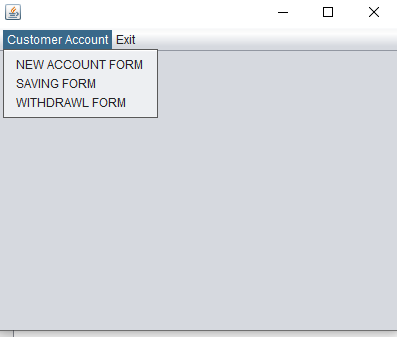 Customer Account Exit
NEW ACCOUNT FORM
SAVING FORM
WITHDRAWL FORM